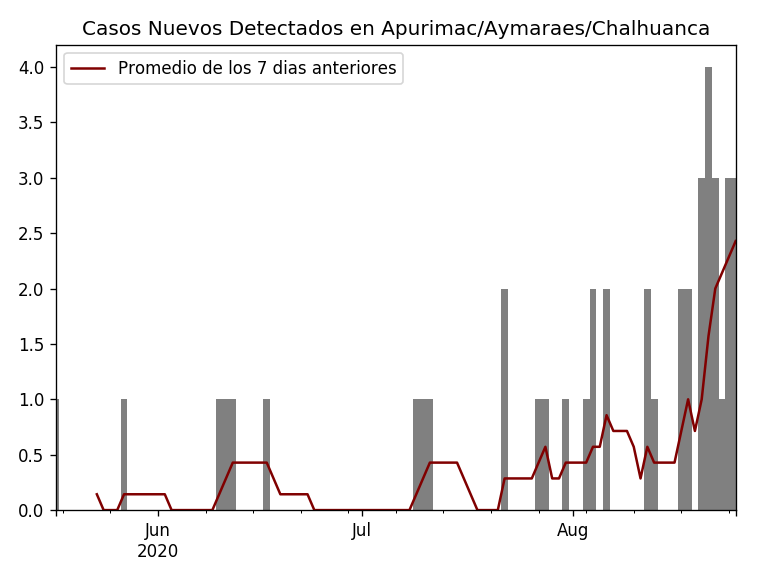 Casos Nuevos Detectados en Apurimac/Aymaraes/Chalhuanca
Promedio de los 7 dias anteriores
4.0
3.5
3.0
2.5
2.0
1.5
1.0
0.5
0.0
Jun
2020
Jul
Aug